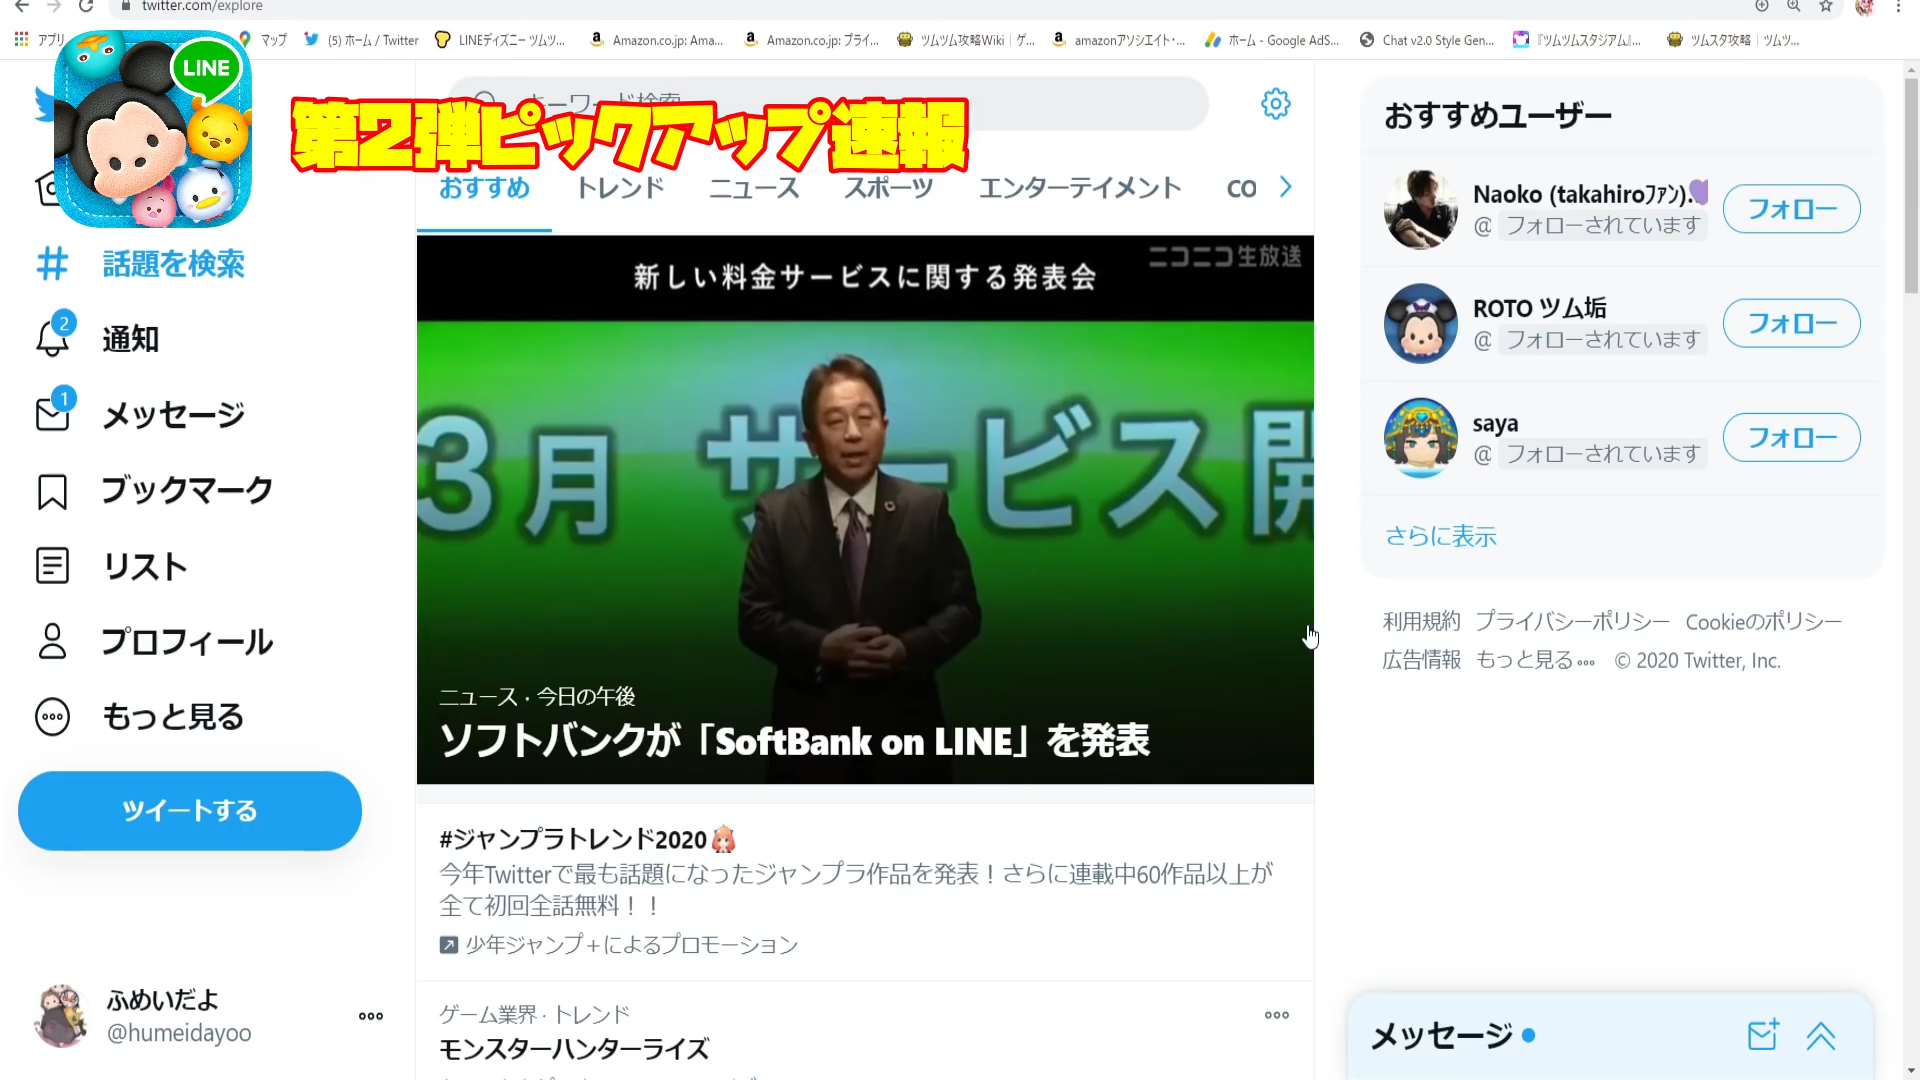 twitter.com/explore
アプリ
マップ
(5) ホーム / Twitter
LINEディズニー ツムツ...
Amazon.co.jp: Ama...
Amazon.co.jp: プライ...
ツムツム攻略Wiki｜ゲ...
amazonアソシエイト・...
ホーム - Google AdS...
Chat v2.0 Style Gen...
『ツムツムスタジアム』...
ツムスタ攻略｜ツムツ...
LINE
第2弾ピックアップ速報
キーワード検索
おすすめ
トレンド
ニュース
スポーツ
エンターテイメント
CO
話題を検索
2
通知
1
メッセージ
ブックマーク
リスト
プロフィール
もっと見る
ツイートする
ふめいだよ
@humeidayoo
ニコニコ生放送
新しい料金サービスに関する発表会
3月 サービス開
ニュース · 今日の午後
ソフトバンクが「SoftBank on LINE」を発表
#ジャンプラトレンド2020
今年Twitterで最も話題になったジャンプラ作品を発表！さらに連載中60作品以上が
全て初回全話無料！！
少年ジャンプ＋によるプロモーション
ゲーム業界 · トレンド
モンスターハンターライズ
おすすめユーザー
Naoko (takahiroﾌｧﾝ).
@ フォローされています
フォロー
ROTO ツム垢
@ フォローされています
フォロー
saya
@ フォローされています
フォロー
さらに表示
利用規約 プライバシーポリシー Cookieのポリシー
広告情報 もっと見る © 2020 Twitter, Inc.
メッセージ